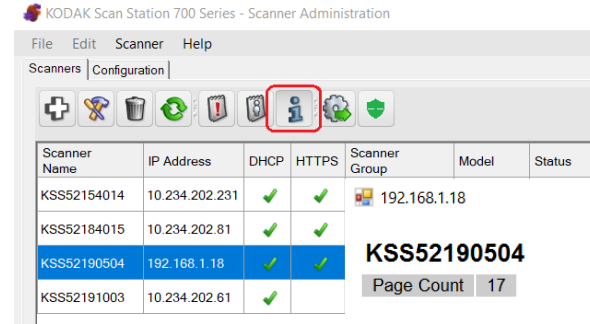 KODAK Scan Station 700 Series - Scanner Administration
File Edit Scanner Help
Scanners Configuration
Scanner Name IP Address DHCP HTTPS Scanner Group Model Status
KSS52154014 10.234.202.231
192.168.1.18
KSS52184015 10.234.202.81
KSS52190504
KSS52190504 192.168.1.18
Page Count 17
KSS52191003 10.234.202.61